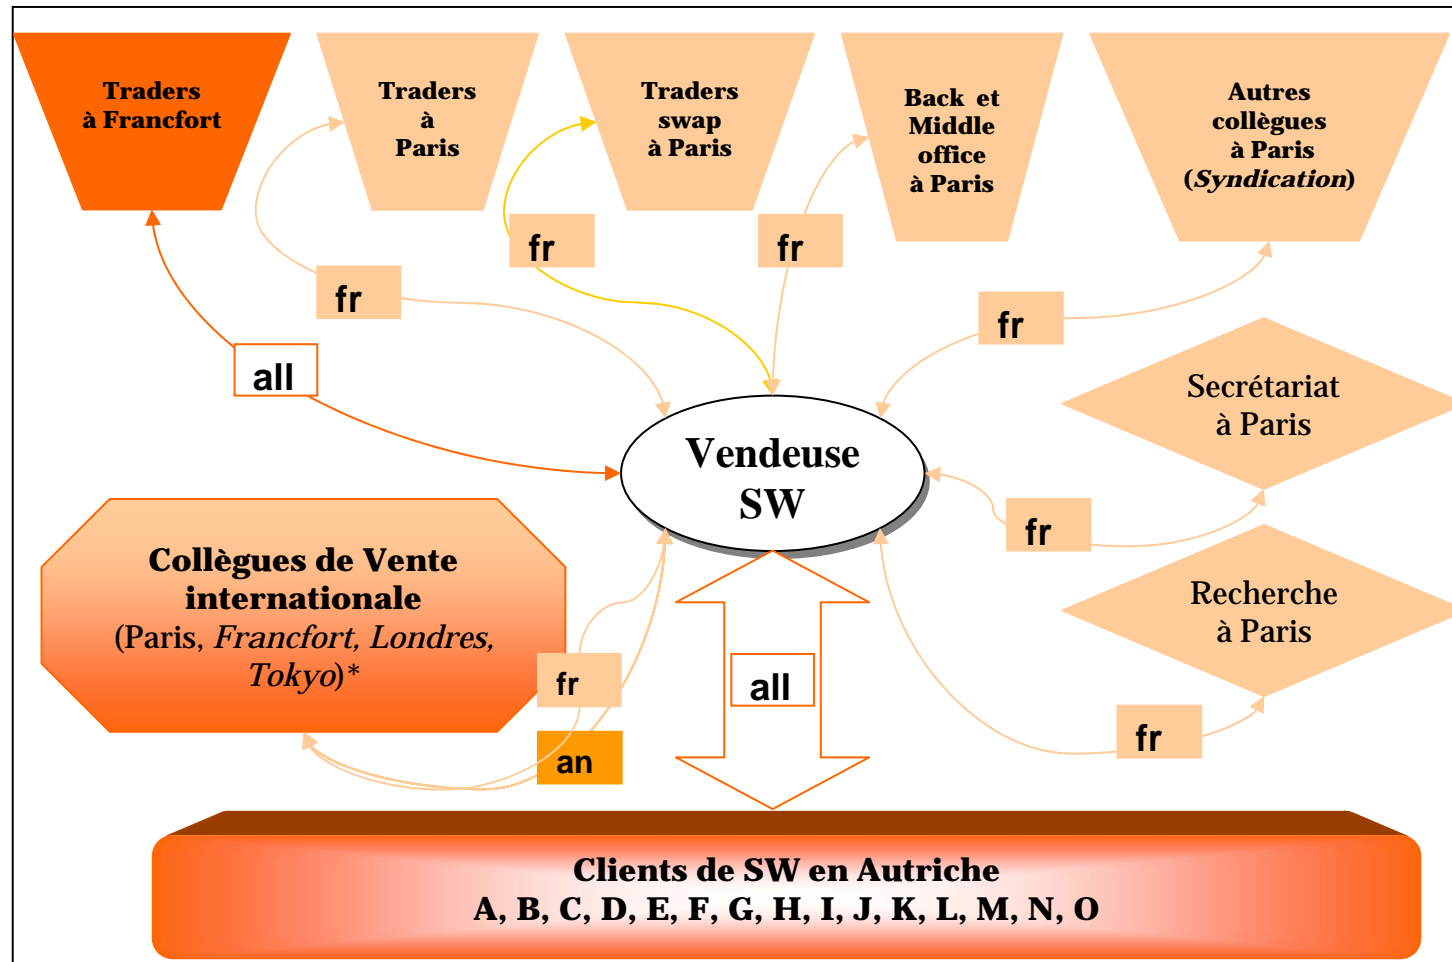 Traders
à Francfort
Traders
à
Paris
Traders
swap
à Paris
Back et
Middle
office
à Paris
Autres
collègues
à Paris
(Syndication)
fr
fr
fr
fr
all
Secrétariat
à Paris
Vendeuse
SW
fr
Collègues de Vente
internationale
(Paris, Francfort, Londres,
Tokyo)*
Recherche
à Paris
fr
all
fr
an
Clients de SW en Autriche
A, B, C, D, E, F, G, H, I, J, K, L, M, N, O